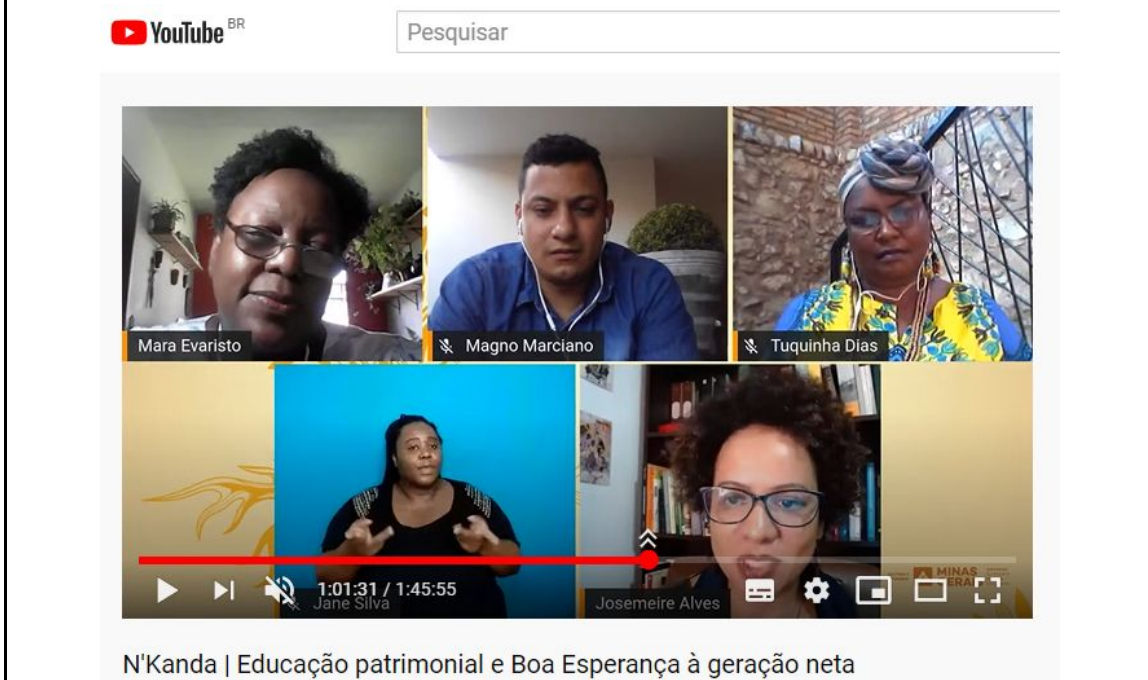 YouTube BR
Pesquisar
Mara Evaristo
Magno Marciano
Tuquinha Dias
1:01:31 / 1:45:55
Jane Silva
Josemeire Alves
MINAS
GERAI
N'Kanda | Educação patrimonial e Boa Esperança à geração neta